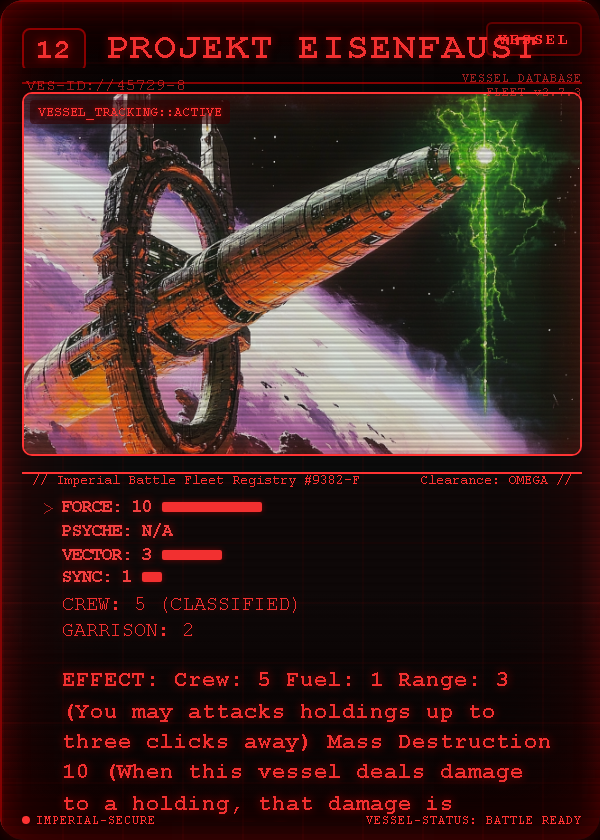 12 PROJEKT EISENFAUST VESSEL
VES-ID://45729-8
VESSEL DATABASE
FLEET v2.7.3
VESSEL_TRACKING::ACTIVE
// Imperial Battle Fleet Registry #9382-F Clearance: OMEGA //
> FORCE: 10
PSYCHE: N/A
VECTOR: 3
SYNC: 1
CREW: 5 (CLASSIFIED)
GARRISON: 2
EFFECT: Crew: 5 Fuel: 1 Range: 3
(You may attacks holdings up to
three clicks away) Mass Destruction
10 (When this vessel deals damage
to a holding, that damage is
IMPERIAL-SECURE VESSEL-STATUS: BATTLE READY